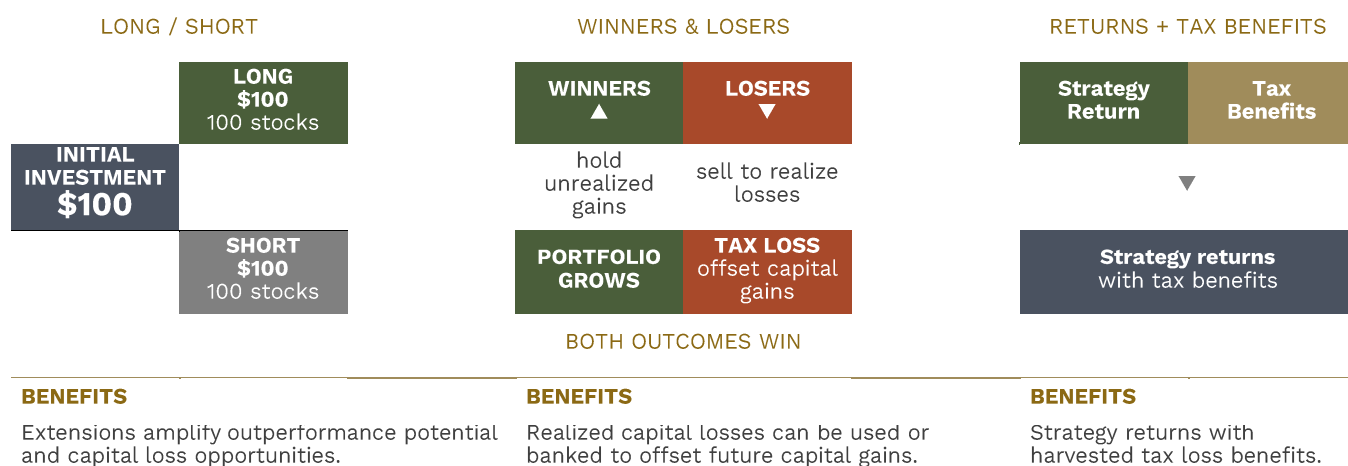 LONG / SHORT
LONG
$100
100 stocks
INITIAL
INVESTMENT
$100
SHORT
$100
100 stocks
WINNERS & LOSERS
WINNERS
▲
LOSERS
▼
hold
unrealized
gains
sell to realize
losses
PORTFOLIO
GROWS
TAX LOSS
offset capital
gains
BOTH OUTCOMES WIN
RETURNS + TAX BENEFITS
Strategy
Return
Tax
Benefits
▼
Strategy returns
with tax benefits
BENEFITS
Extensions amplify outperformance potential
and capital loss opportunities.
BENEFITS
Realized capital losses can be used or
banked to offset future capital gains.
BENEFITS
Strategy returns with
harvested tax loss benefits.